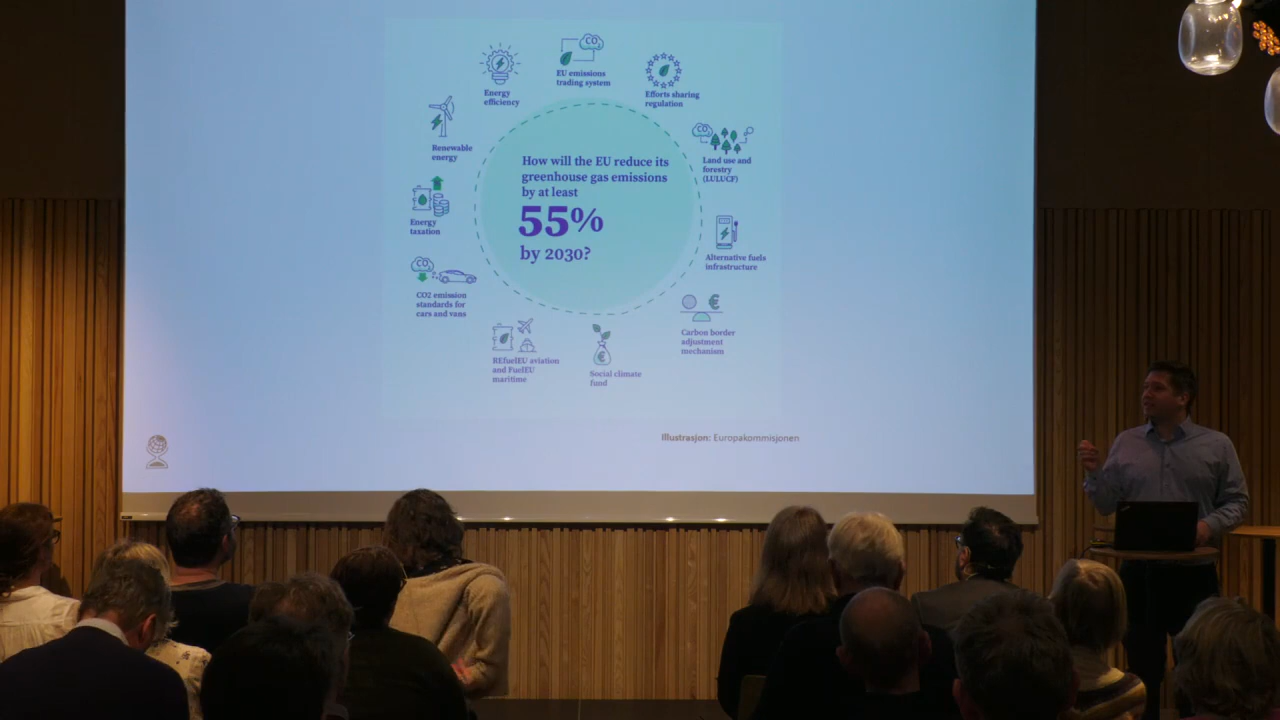 How will the EU reduce its
greenhouse gas emissions
by at least
55%
by 2030?
EU emissions
trading system
Efforts sharing
regulation
Land use and
forestry
(LULUCF)
Alternative fuels
infrastructure
Carbon border
adjustment
mechanism
Social climate
fund
REfuelEU aviation
and FuelEU
maritime
CO2 emission
standards for
cars and vans
Energy
taxation
Renewable
energy
Energy
efficiency
CO2
CO2
CO2
Illustrasjon: Europakommisjonen